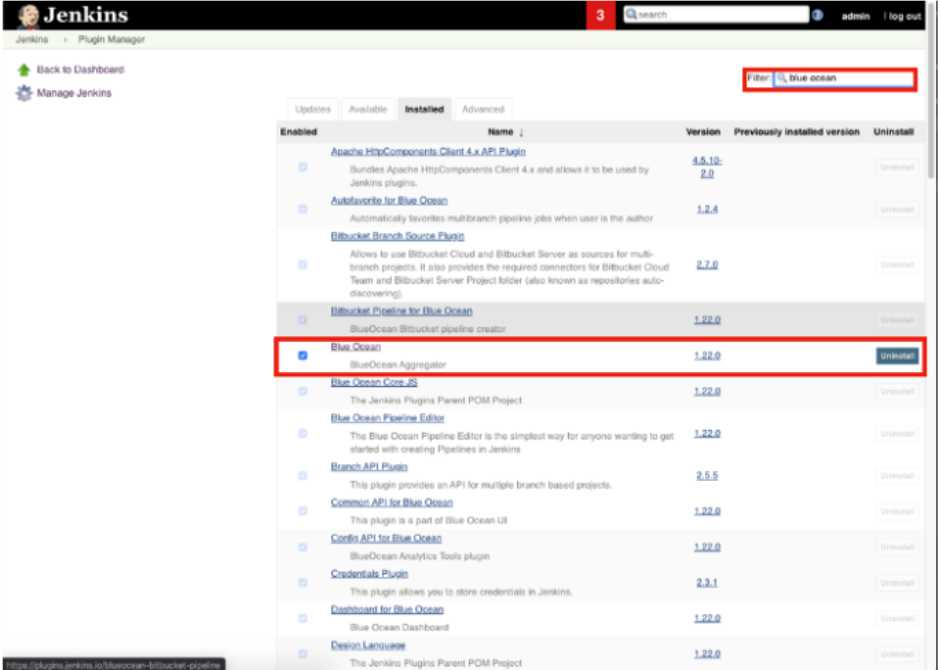 Jenkins
3
search
admin
| log out
Jenkins › Plugin Manager
Back to Dashboard
Manage Jenkins
Filter: blue ocean
Updates Available Installed Advanced
Enabled Name ↓ Version Previously installed version Uninstall
Apache HttpComponents Client 4.x API Plugin
Bundles Apache HttpComponents Client 4.x and allows it to be used by
Jenkins plugins.
4.5.10-
2.0
Uninstall
Autofavorite for Blue Ocean
Automatically favorites multibranch pipeline jobs when user is the author
1.2.4
Uninstall
Bitbucket Branch Source Plugin
Allows to use Bitbucket Cloud and Bitbucket Server as sources for multi-
branch projects. It also provides the required connectors for Bitbucket Cloud
Team and Bitbucket Server Project folder (also known as repositories auto-
discovering).
2.7.0
Uninstall
Bitbucket Pipeline for Blue Ocean
BlueOcean Bitbucket pipeline creator
1.22.0
Uninstall
Blue Ocean
BlueOcean Aggregator
1.22.0
Uninstall
Blue Ocean Core JS
The Jenkins Plugins Parent POM Project
1.22.0
Uninstall
Blue Ocean Pipeline Editor
The Blue Ocean Pipeline Editor is the simplest way for anyone wanting to get
started with creating Pipelines in Jenkins
1.22.0
Uninstall
Branch API Plugin
This plugin provides an API for multiple branch based projects.
2.5.5
Uninstall
Common API for Blue Ocean
This plugin is a part of Blue Ocean UI
1.22.0
Uninstall
Config API for Blue Ocean
BlueOcean Analytics Tools plugin
1.22.0
Uninstall
Credentials Plugin
This plugin allows you to store credentials in Jenkins.
2.3.1
Uninstall
Dashboard for Blue Ocean
Blue Ocean Dashboard
1.22.0
Uninstall
Design Language
The Jenkins Plugins Parent POM Project
1.22.0
Uninstall
https://plugins.jenkins.io/blueocean-bitbucket-pipeline